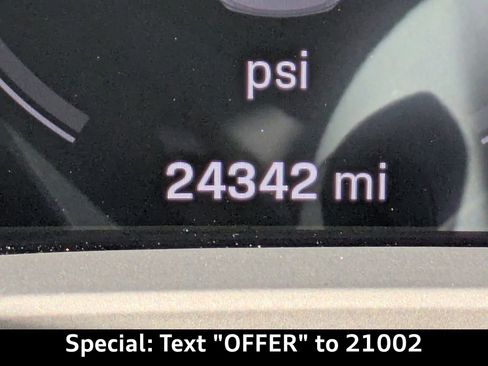 psi
24342 mi
Special: Text "OFFER" to 21002